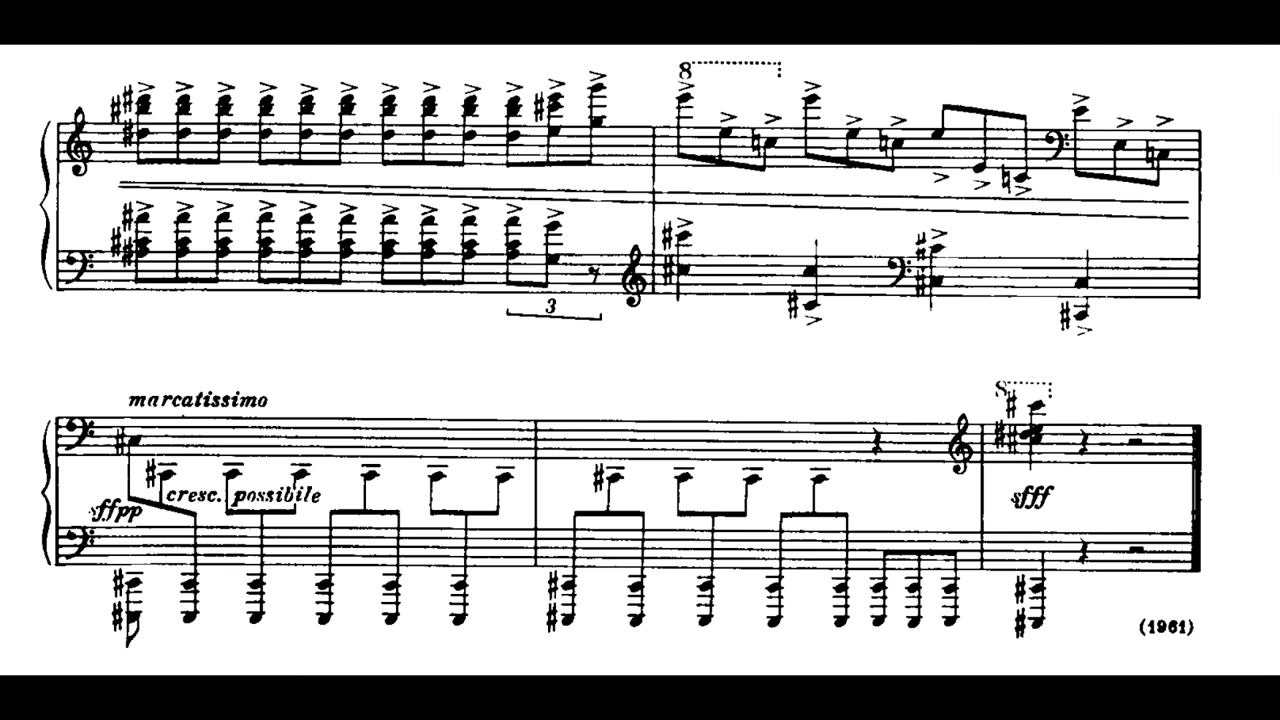 8
3
marcatissimo
cresc. possibile
sffpp
8
sfff
(1961)